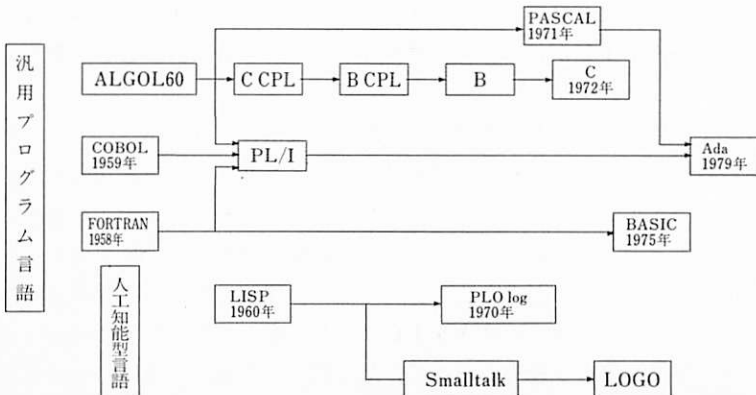 汎用プログラム言語
PASCAL
1971年
ALGOL60
C CPL
B CPL
B
C
1972年
COBOL
1959年
PL/I
Ada
1979年
FORTRAN
1958年
BASIC
1975年
人工知能型言語
LISP
1960年
PLO log
1970年
Smalltalk
LOGO